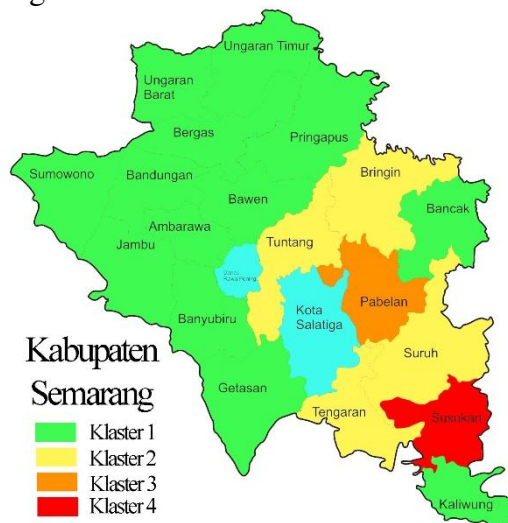 Ungaran Timur
Ungaran
Barat
Bergas
Pringapus
Sumowono
Bandungan
Bringin
Bawen
Bancak
Ambarawa
Jambu
Tuntang
Kota
Salatiga
Pabelan
Banyubiru
Suruh
Getasan
Tengaran
Susukan
Kaliwung
Kabupaten
Semarang
Klaster 1
Klaster 2
Klaster 3
Klaster 4